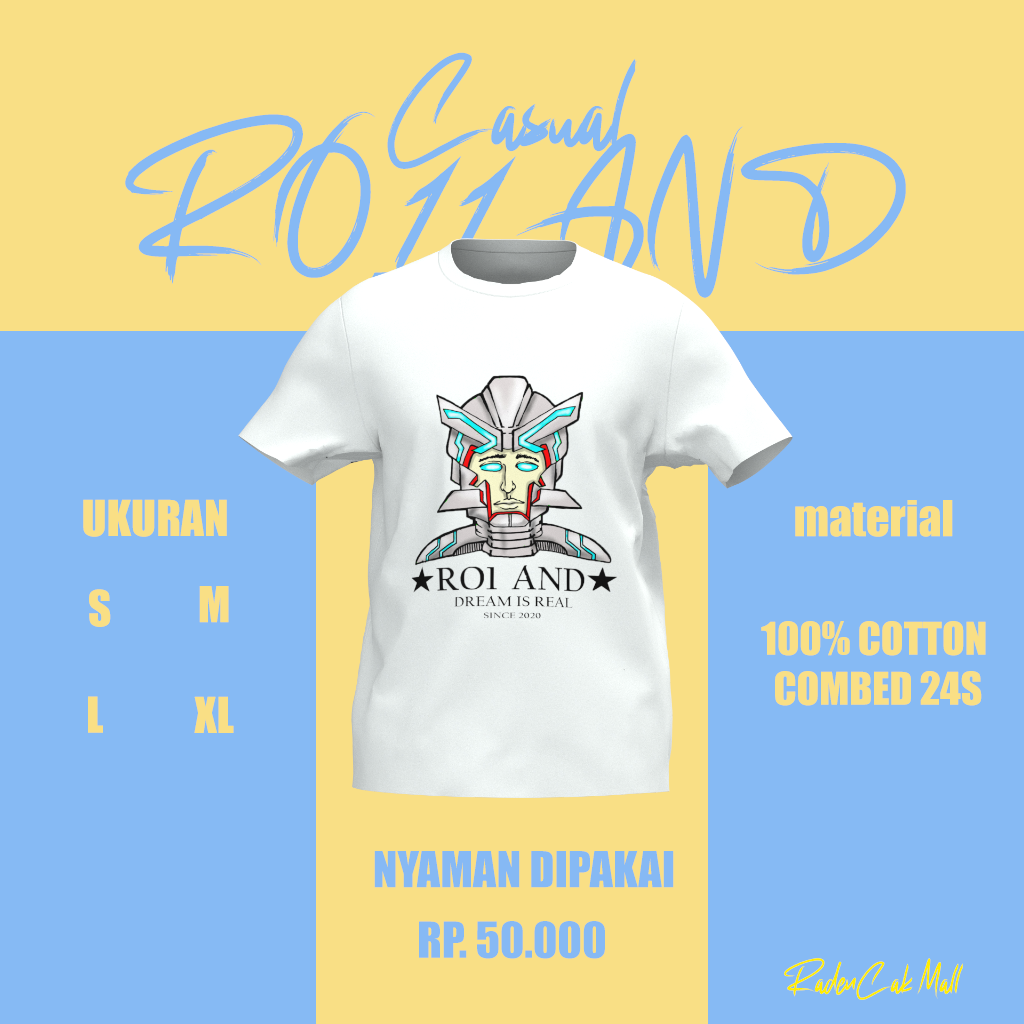 Casual
ROllAND
UKURAN
S M
L XL
material
100% COTTON
COMBED 24S
★ROI AND★
DREAM IS REAL
SINCE 2020
NYAMAN DIPAKAI
RP. 50.000
RadenCak Mall